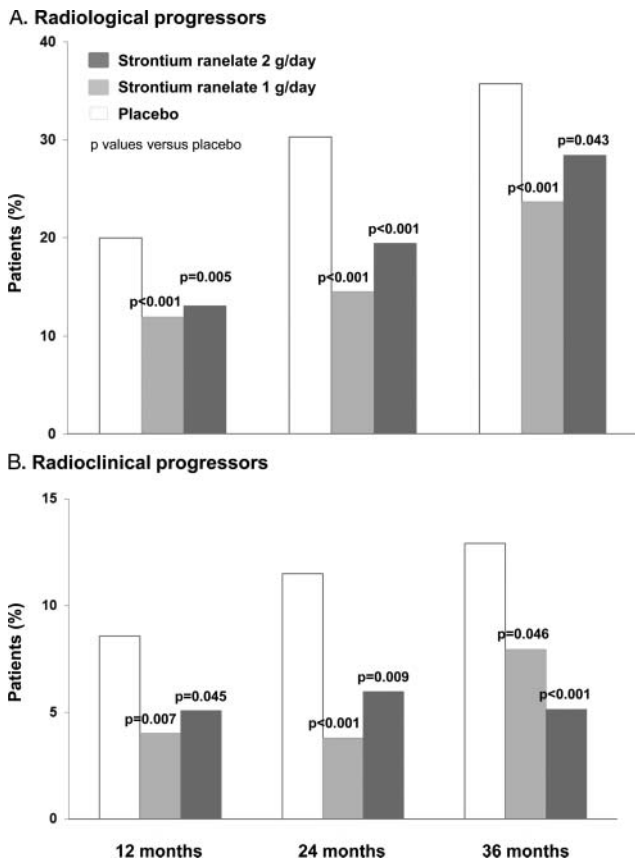 A. Radiological progressors
40
Strontium ranelate 2 g/day
Strontium ranelate 1 g/day
Placebo
p values versus placebo
30
20
10
0
Patients (%)
p<0.001
p=0.005
p<0.001
p<0.001
p<0.001
p=0.043
B. Radioclinical progressors
15
10
5
0
Patients (%)
p=0.007
p=0.045
p<0.001
p=0.009
p=0.046
p<0.001
12 months
24 months
36 months